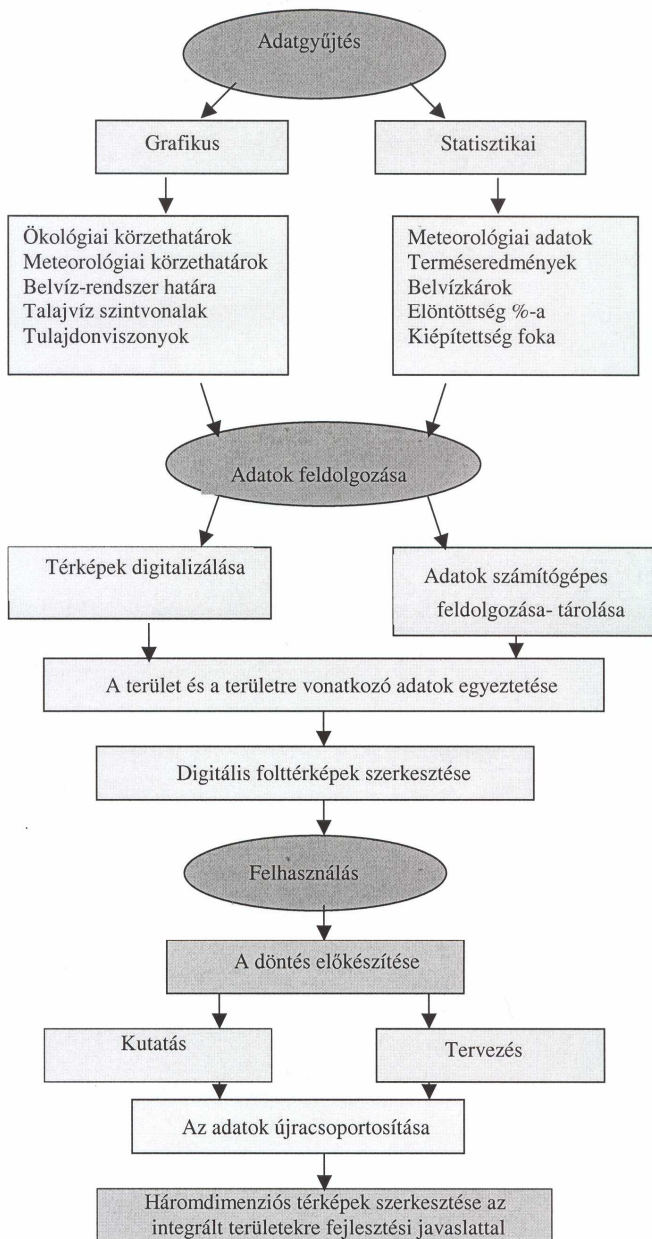 Adatgyűjtés
Grafikus
Statisztikai
Ökológiai körzethatárok
Meteorológiai körzethatárok
Belvíz-rendszer határa
Talajvíz szintvonalak
Tulajdonviszonyok
Meteorológiai adatok
Terméseredmények
Belvízkárok
Elöntöttség %-a
Kiépítettség foka
Adatok feldolgozása
Térképek digitalizálása
Adatok számítógépes
feldolgozása- tárolása
A terület és a területre vonatkozó adatok egyeztetése
Digitális folttérképek szerkesztése
Felhasználás
A döntés előkészítése
Kutatás
Tervezés
Az adatok újracsoportosítása
Háromdimenziós térképek szerkesztése az
integrált területekre fejlesztési javaslattal